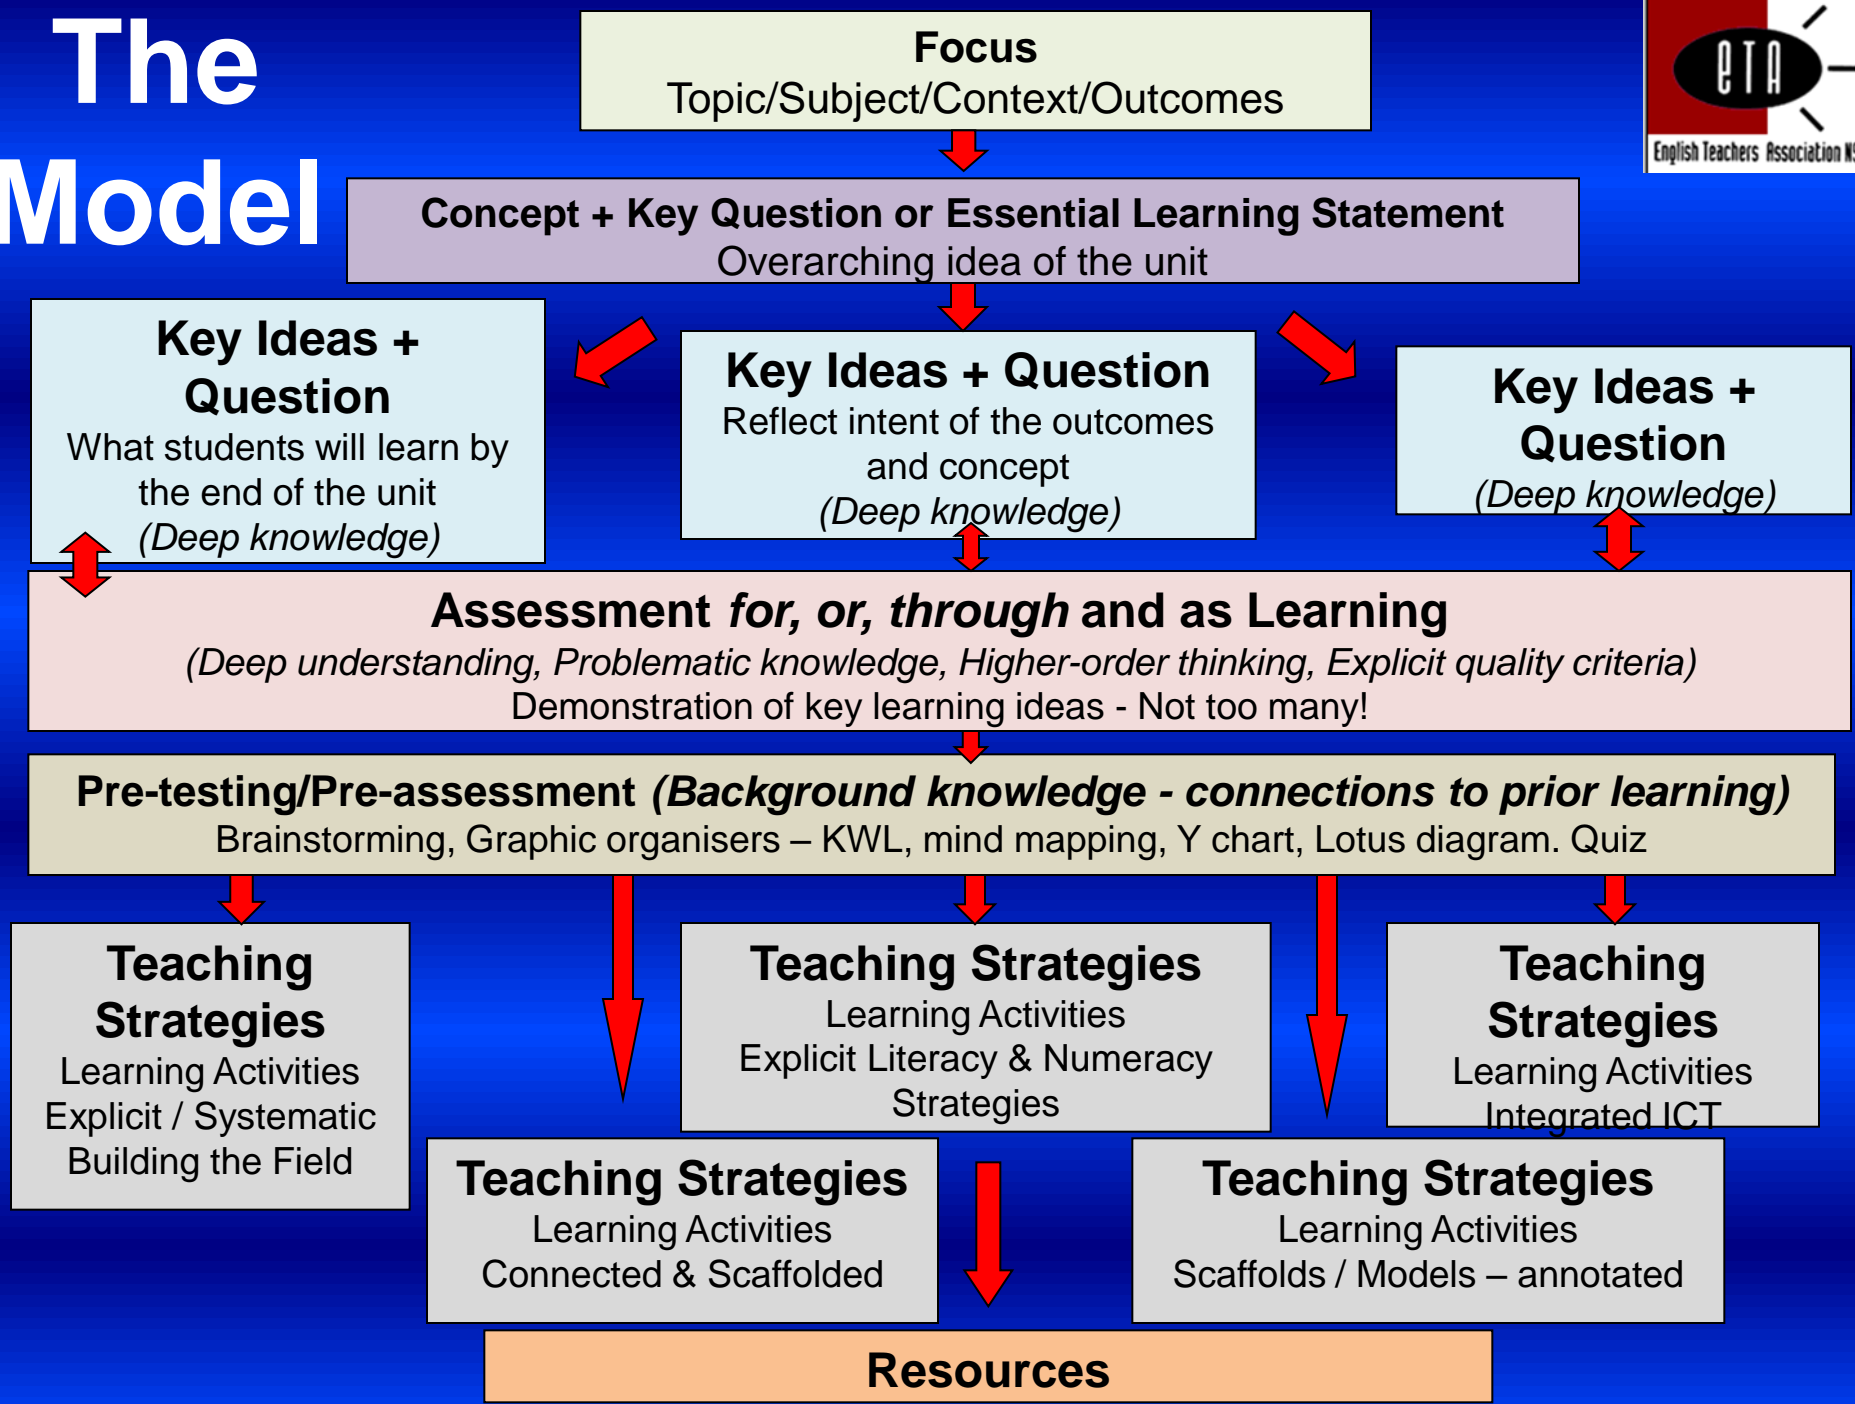 The
Model
Focus
Topic/Subject/Context/Outcomes
eTA
English Teachers Association
Concept + Key Question or Essential Learning Statement
Overarching idea of the unit
Key Ideas +
Question
What students will learn by
the end of the unit
(Deep knowledge)
Key Ideas + Question
Reflect intent of the outcomes
and concept
(Deep knowledge)
Key Ideas +
Question
(Deep knowledge)
Assessment for, or, through and as Learning
(Deep understanding, Problematic knowledge, Higher-order thinking, Explicit quality criteria)
Demonstration of key learning ideas - Not too many!
Pre-testing/Pre-assessment (Background knowledge - connections to prior learning)
Brainstorming, Graphic organisers – KWL, mind mapping, Y chart, Lotus diagram. Quiz
Teaching
Strategies
Learning Activities
Explicit / Systematic
Building the Field
Teaching Strategies
Learning Activities
Explicit Literacy & Numeracy
Strategies
Teaching
Strategies
Learning Activities
Integrated ICT
Teaching Strategies
Learning Activities
Connected & Scaffolded
Teaching Strategies
Learning Activities
Scaffolds / Models – annotated
Resources